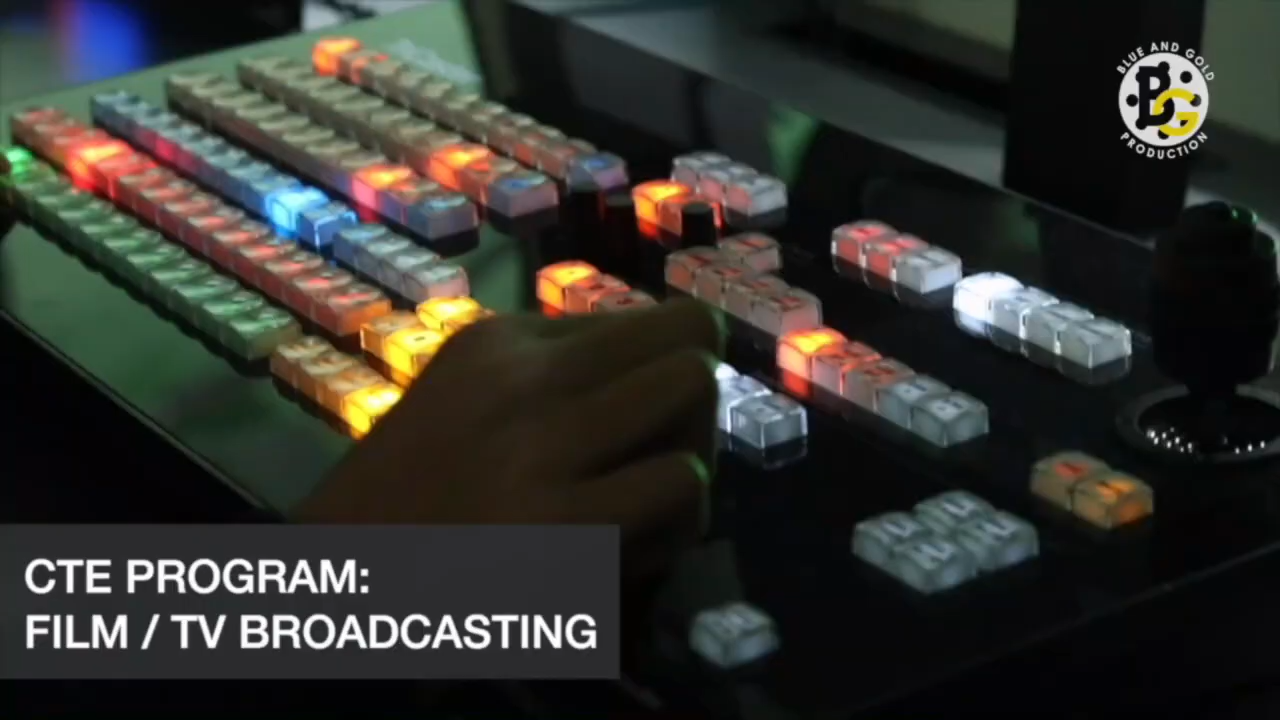 BLUE AND GOLD
BG
PRODUCTION
CTE PROGRAM:
FILM / TV BROADCASTING